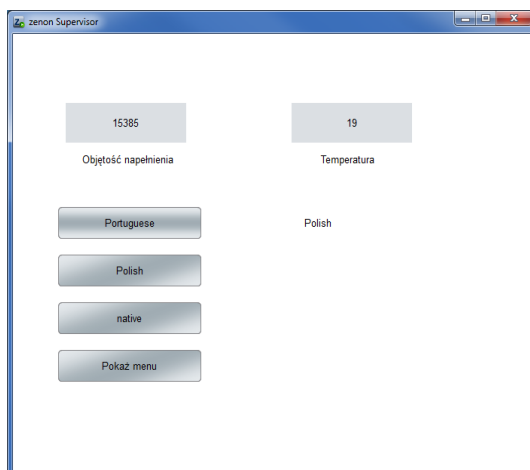 zenon Supervisor
15385
19
Objętość napełnienia
Temperatura
Portuguese
Polish
Polish
native
Pokaż menu